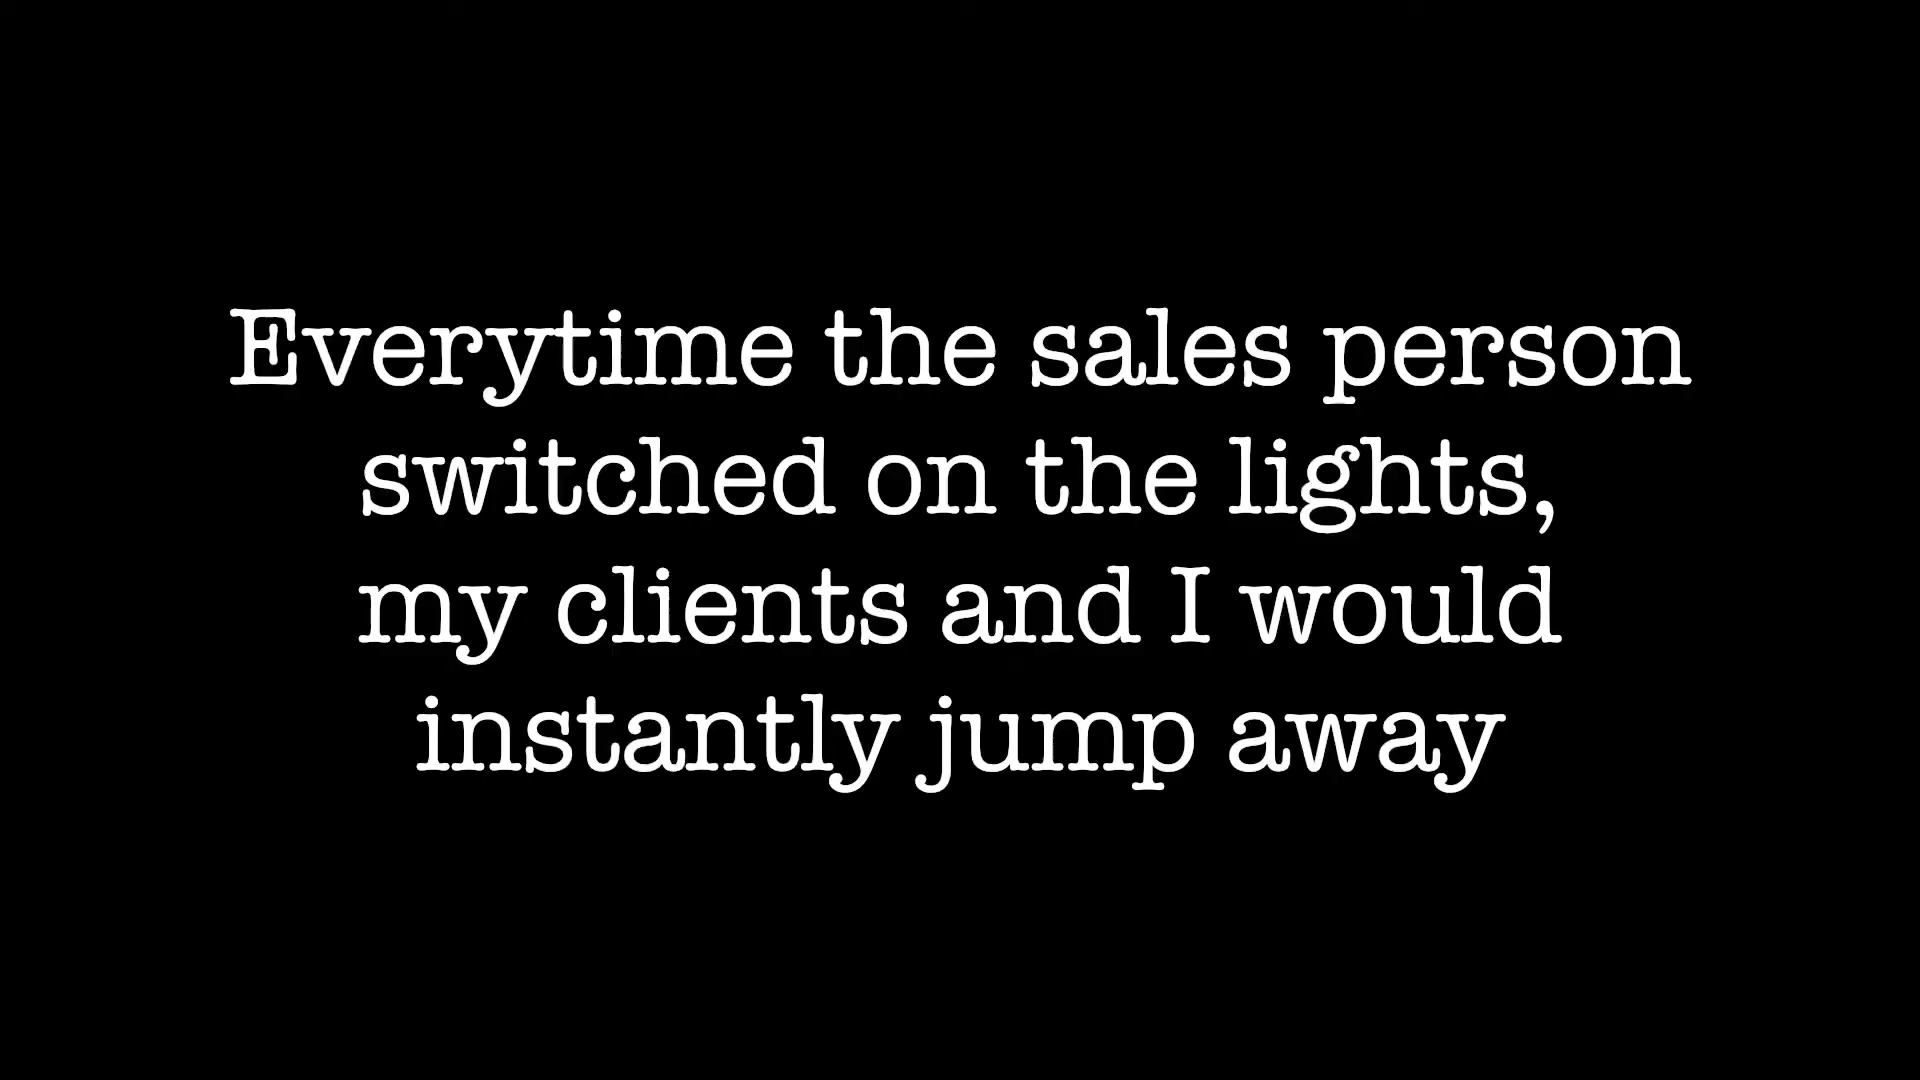 Everytime the sales person
switched on the lights,
my clients and I would
instantly jump away